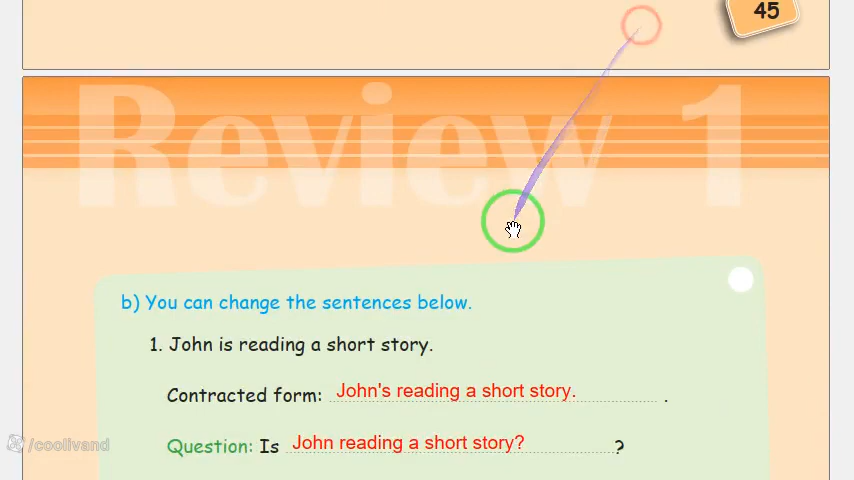 45
Review 1
b) You can change the sentences below.
1. John is reading a short story.
Contracted form: John's reading a short story. .
Question: Is John reading a short story? ?
/coolivand